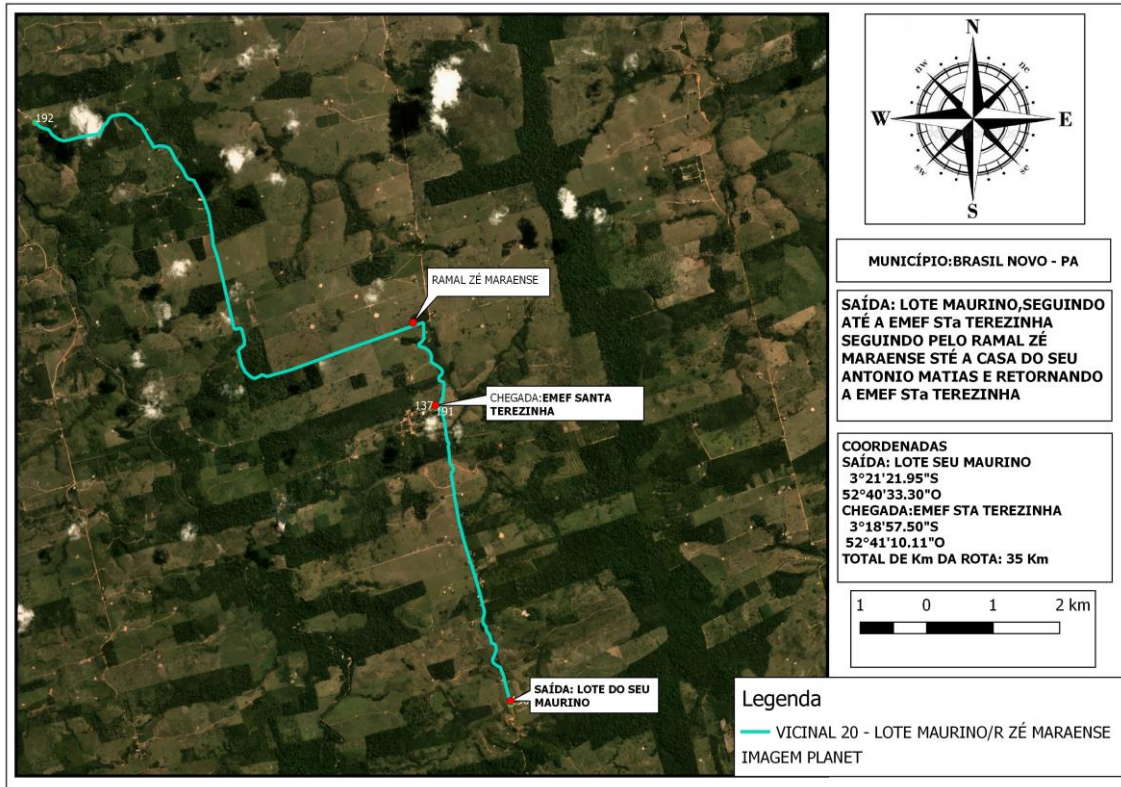 192
RAMAL ZÉ MARAENSE
CHEGADA:EMEF SANTA
TEREZINHA
137
191
SAÍDA: LOTE DO SEU
MAURINO
N
ne
E
se
S
sw
W
nw
MUNICÍPIO:BRASIL NOVO - PA
SAÍDA: LOTE MAURINO,SEGUINDO
ATÉ A EMEF STa TEREZINHA
SEGUINDO PELO RAMAL ZÉ
MARAENSE STÉ A CASA DO SEU
ANTONIO MATIAS E RETORNANDO
A EMEF STa TEREZINHA
COORDENADAS
SAÍDA: LOTE SEU MAURINO
3°21'21.95"S
52°40'33.30"O
CHEGADA:EMEF STA TEREZINHA
3°18'57.50"S
52°41'10.11"O
TOTAL DE Km DA ROTA: 35 Km
1 0 1 2 km
Legenda
VICINAL 20 - LOTE MAURINO/R ZÉ MARAENSE
IMAGEM PLANET